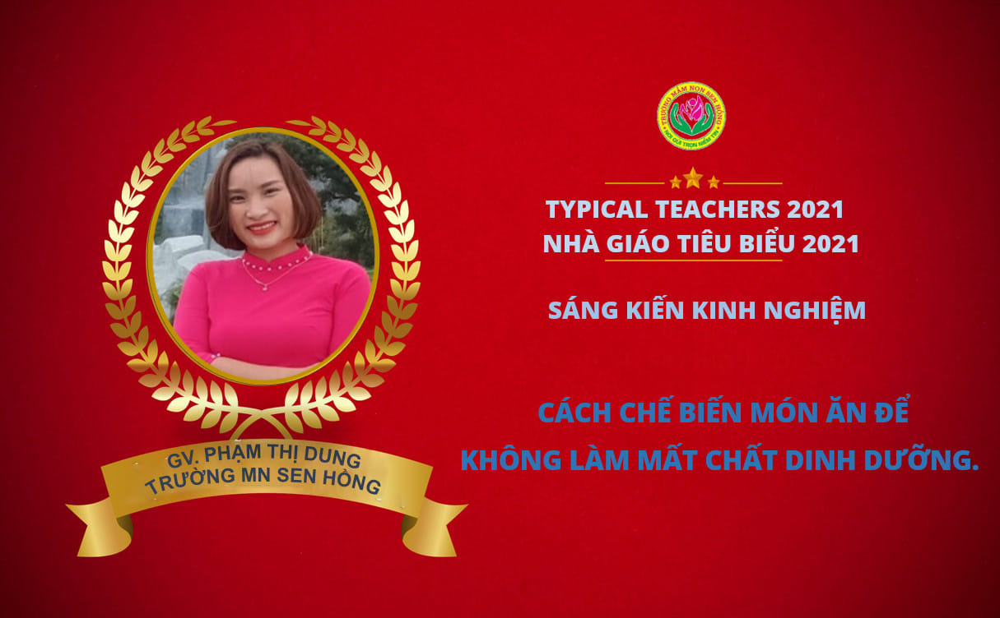 TRƯỜNG MẦM NON SEN HỒNG
NƠI GỬI TRỌN NIỀM TIN
TYPICAL TEACHERS 2021
NHÀ GIÁO TIÊU BIỂU 2021
SÁNG KIẾN KINH NGHIỆM
CÁCH CHẾ BIẾN MÓN ĂN ĐỂ
KHÔNG LÀM MẤT CHẤT DINH DƯỠNG.
GV. PHẠM THỊ DUNG
TRƯỜNG MN SEN HỒNG